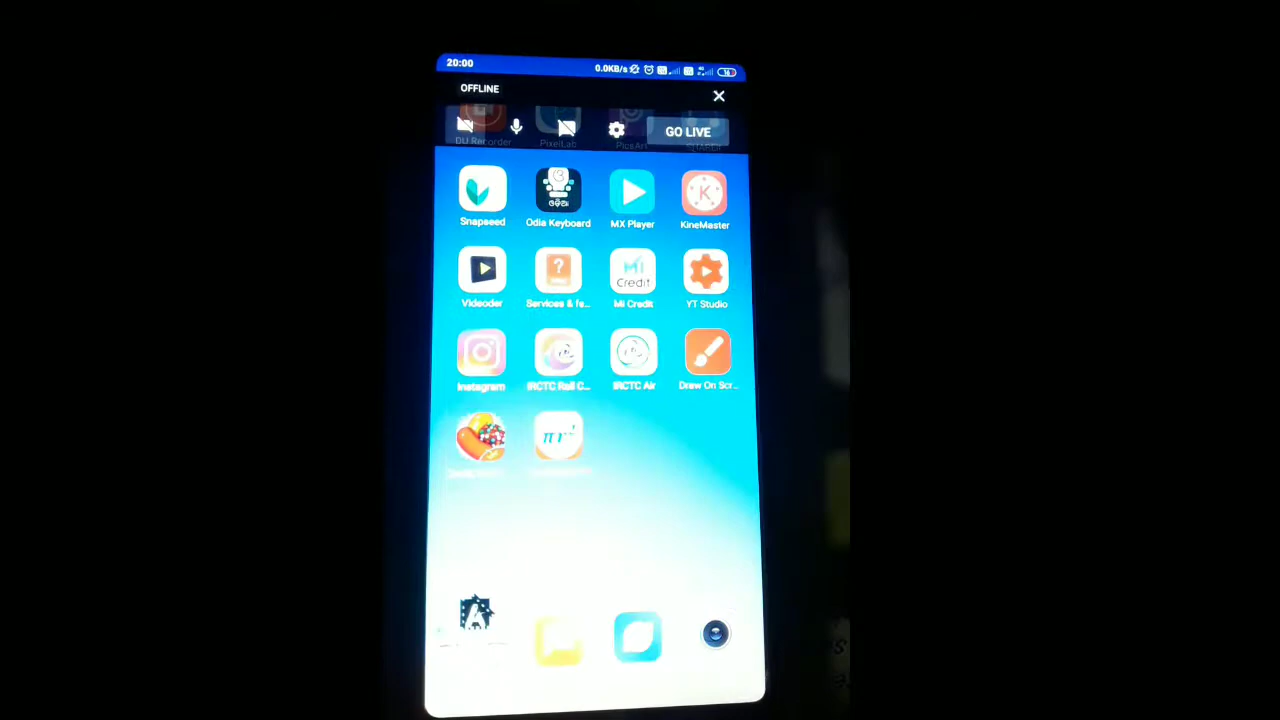 20:00 0.0KB/s
OFFLINE
GO LIVE
DU Recorder PixelLab PicsArt
Snapseed Odia Keyboard MX Player KineMaster
Videoder Services & fe... Mi Credit YT Studio
Instagram IRCTC Rail C... IRCTC Air Draw On Scr...